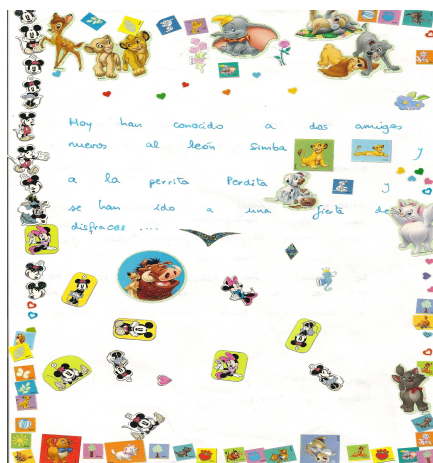 Hoy han conocido a dos amigos
nuevos al león Simba y
a la perrita Perdita y
se han ido a una fiesta de
disfraces ....